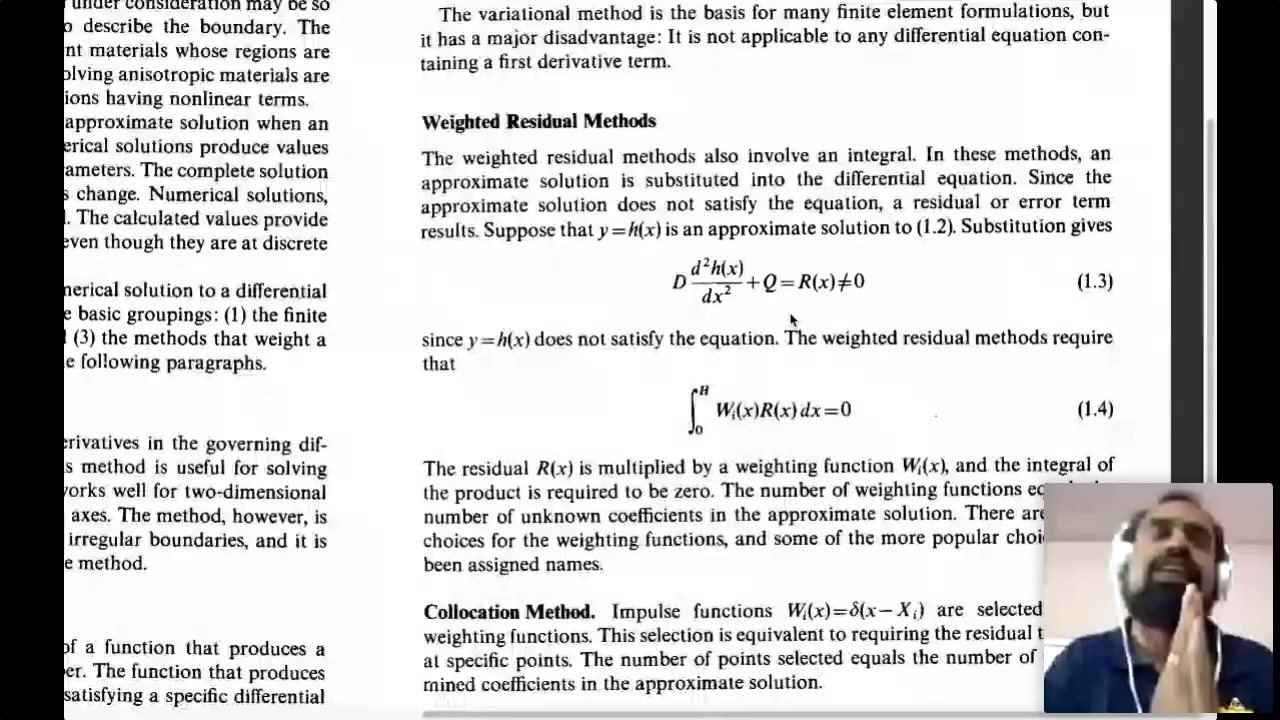 under consideration may be so
o describe the boundary. The
nt materials whose regions are
olving anisotropic materials are
ions having nonlinear terms.
approximate solution when an
erical solutions produce values
ameters. The complete solution
s change. Numerical solutions,
. The calculated values provide
even though they are at discrete
nerical solution to a differential
e basic groupings: (1) the finite
(3) the methods that weight a
e following paragraphs.
erivatives in the governing dif-
s method is useful for solving
orks well for two-dimensional
axes. The method, however, is
irregular boundaries, and it is
e method.
of a function that produces a
er. The function that produces
satisfying a specific differential
The variational method is the basis for many finite element formulations, but
it has a major disadvantage: It is not applicable to any differential equation con-
taining a first derivative term.
Weighted Residual Methods
The weighted residual methods also involve an integral. In these methods, an
approximate solution is substituted into the differential equation. Since the
approximate solution does not satisfy the equation, a residual or error term
results. Suppose that y=h(x) is an approximate solution to (1.2). Substitution gives
D d²h(x)/dx² + Q = R(x)≠0 (1.3)
since y=h(x) does not satisfy the equation. The weighted residual methods require
that
∫₀ᴴ Wᵢ(x)R(x) dx=0 (1.4)
The residual R(x) is multiplied by a weighting function Wᵢ(x), and the integral of
the product is required to be zero. The number of weighting functions eq
number of unknown coefficients in the approximate solution. There are
choices for the weighting functions, and some of the more popular choi
been assigned names.
Collocation Method. Impulse functions Wᵢ(x)=δ(x−Xᵢ) are selected
weighting functions. This selection is equivalent to requiring the residual t
at specific points. The number of points selected equals the number of
mined coefficients in the approximate solution.